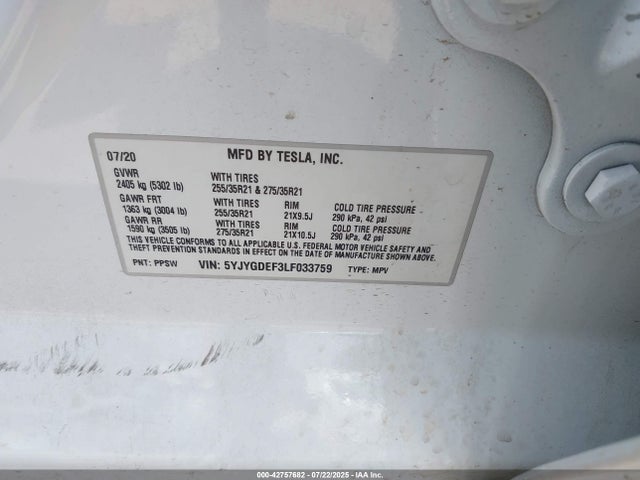 07/20 MFD BY TESLA, INC.
GVWR WITH TIRES
2405 kg (5302 lb) 255/35R21 & 275/35R21
GAWR FRT WITH TIRES RIM COLD TIRE PRESSURE
1363 kg (3004 lb) 255/35R21 21X9.5J 290 kPa, 42 psi
GAWR RR WITH TIRES RIM COLD TIRE PRESSURE
1590 kg (3505 lb) 275/35R21 21X10.5J 290 kPa, 42 psi
THIS VEHICLE CONFORMS TO ALL APPLICABLE U.S. FEDERAL MOTOR VEHICLE SAFETY AND
THEFT PREVENTION STANDARDS IN EFFECT ON THE DATE OF MANUFACTURE SHOWN ABOVE.
PNT: PPSW VIN: 5YJYGDEF3LF033759 TYPE: MPV
000-42757682 - 07/22/2025 - IAA Inc.